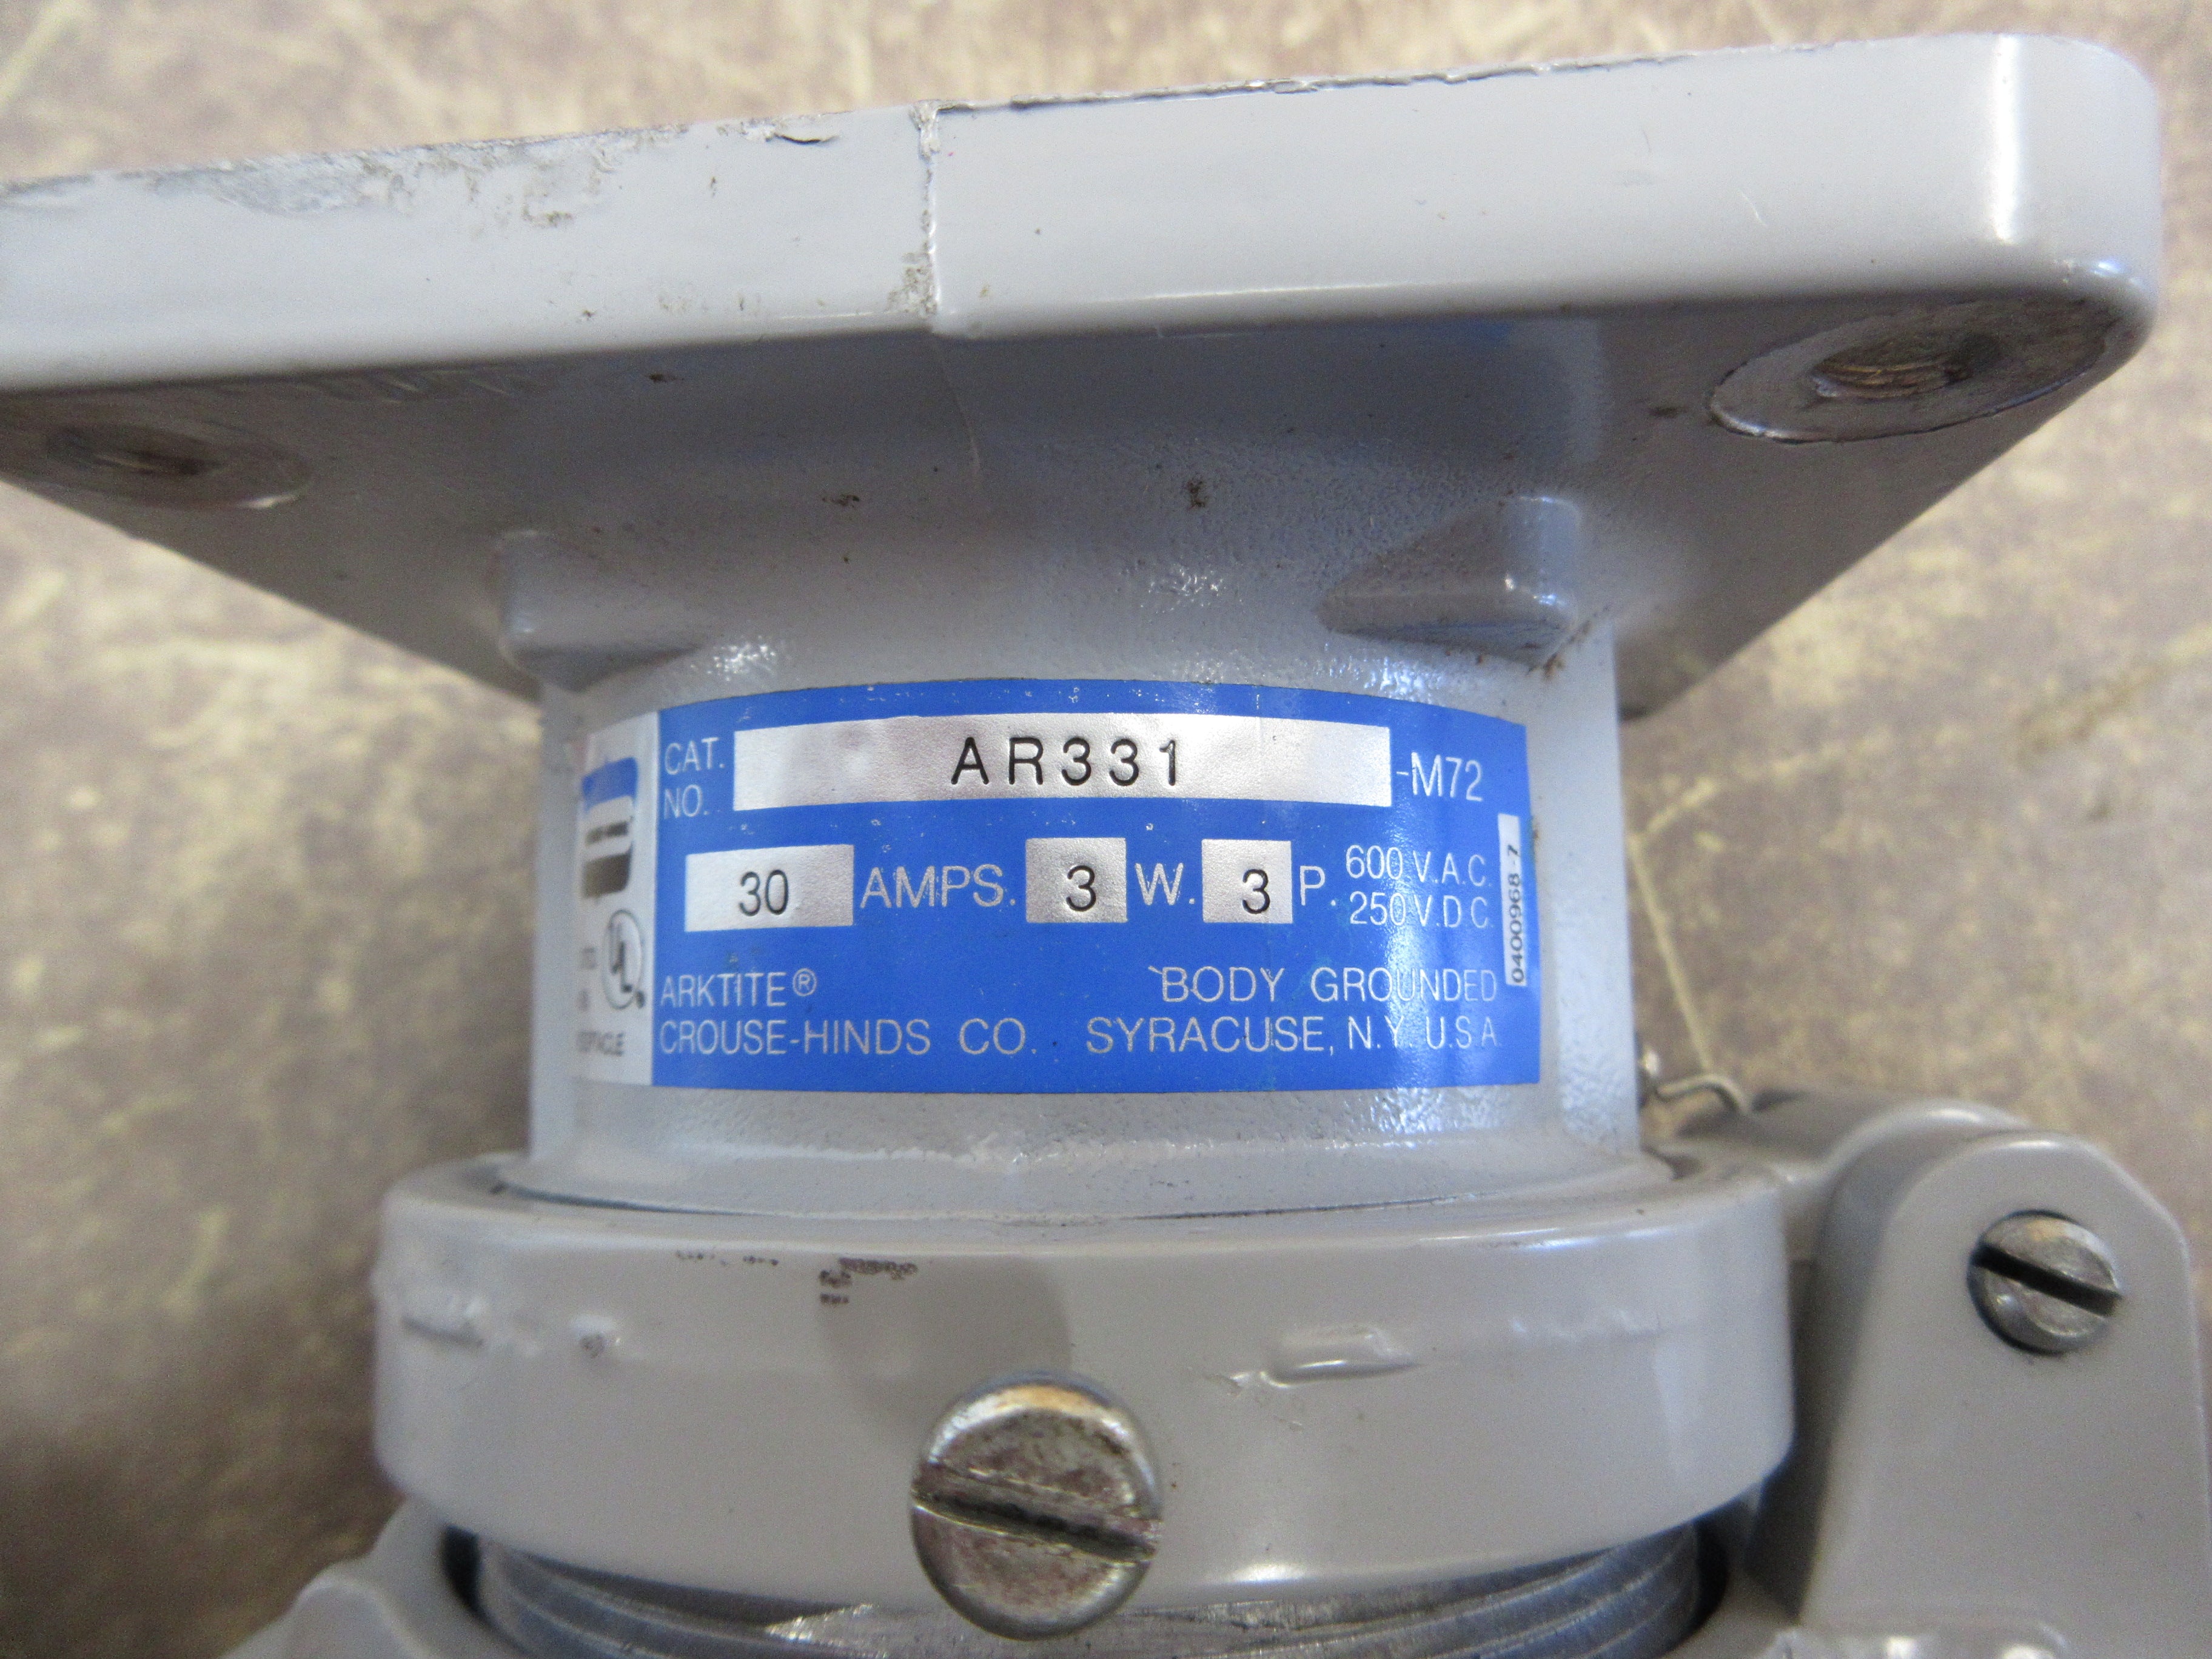 CAT. NO. AR331 -M72
30 AMPS. 3 W. 3 P. 600 V.A.C. 250 V.D.C.
0400968-7
UL
ARKTITE® BODY GROUNDED
CROUSE-HINDS CO. SYRACUSE, N.Y. U.S.A.